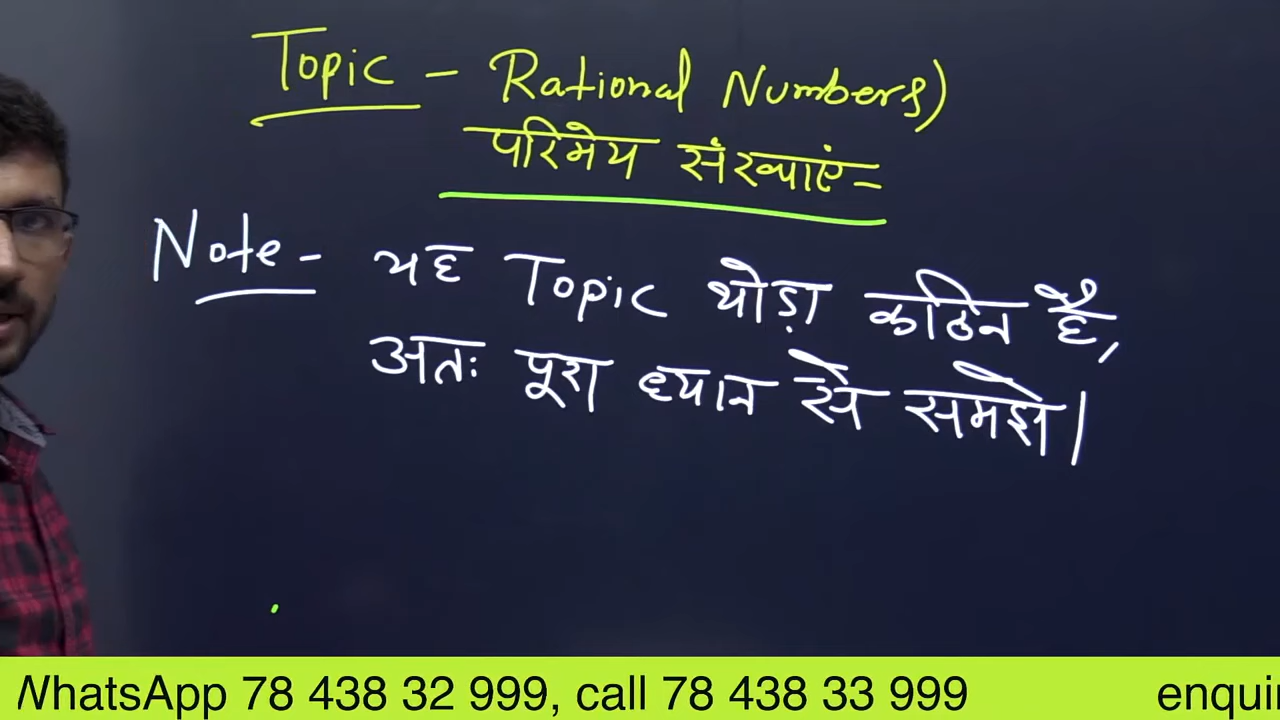 Topic - Rational Numbers)
परिमेय संख्याएं-
Note- यह Topic थोड़ा कठिन है,
अतः पूरा ध्यान से समझे।
WhatsApp 78 438 32 999, call 78 438 33 999 enqui